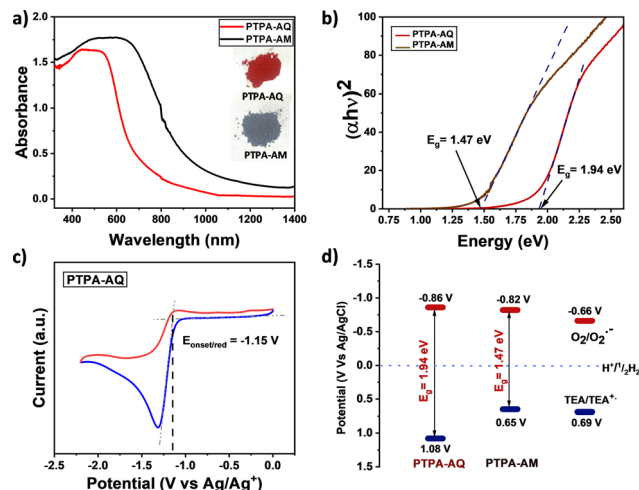 a)
PTPA-AQ
PTPA-AM
2.0
1.5
1.0
0.5
0.0
Absorbance
PTPA-AQ
PTPA-AM
400 600 800 1000 1200 1400
Wavelength (nm)
b)
PTPA-AQ
PTPA-AM
100
80
60
40
20
0
(αhν)²
Eg= 1.47 eV
Eg= 1.94 eV
0.75 1.00 1.25 1.50 1.75 2.00 2.25 2.50
Energy (eV)
c)
PTPA-AQ
Current (a.u.)
Eonset/red = -1.15 V
-2.5 -2.0 -1.5 -1.0 -0.5 0.0
Potential (V vs Ag/Ag⁺)
d)
-1.5
-1.0
-0.5
0.0
0.5
1.0
1.5
Potential (V Vs Ag/AgCl)
-0.86 V
-0.82 V
-0.66 V
O₂/O₂˙⁻
Eg= 1.94 eV
Eg= 1.47 eV
H⁺/¹/₂H₂
TEA/TEA⁺˙
0.65 V
0.69 V
1.08 V
PTPA-AQ PTPA-AM